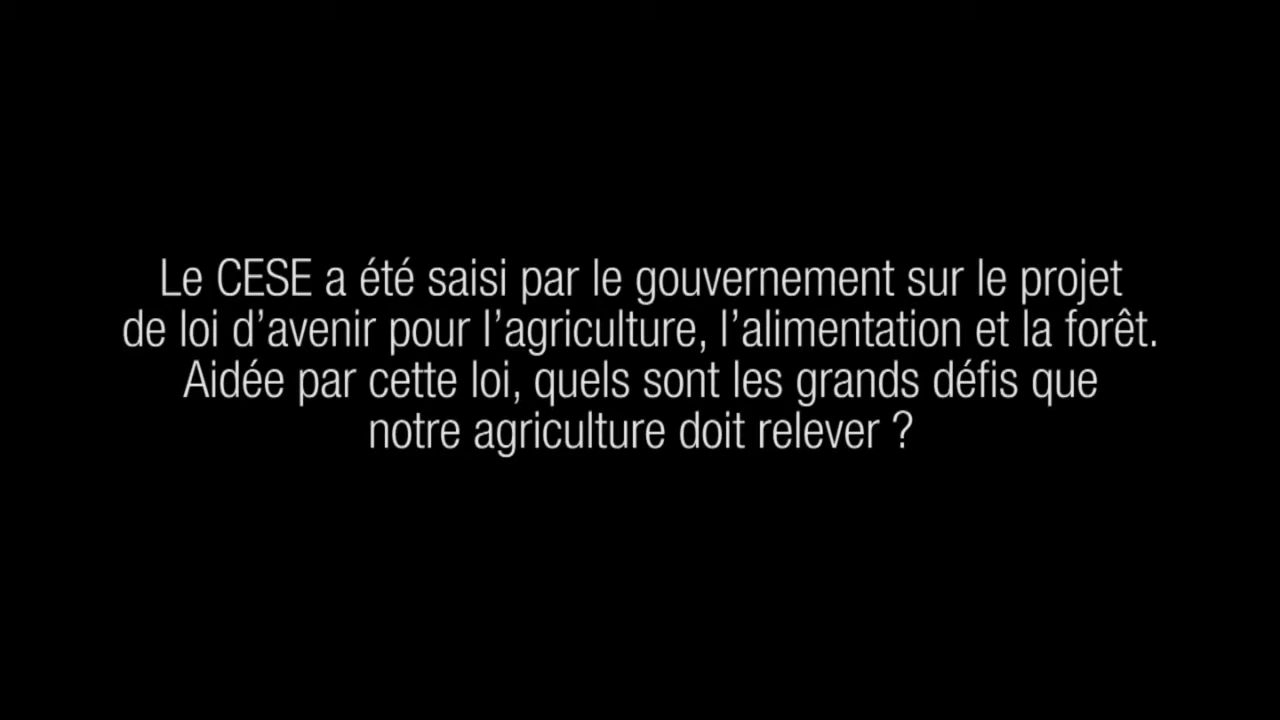 Le CESE a été saisi par le gouvernement sur le projet
de loi d’avenir pour l’agriculture, l’alimentation et la forêt.
Aidée par cette loi, quels sont les grands défis que
notre agriculture doit relever ?